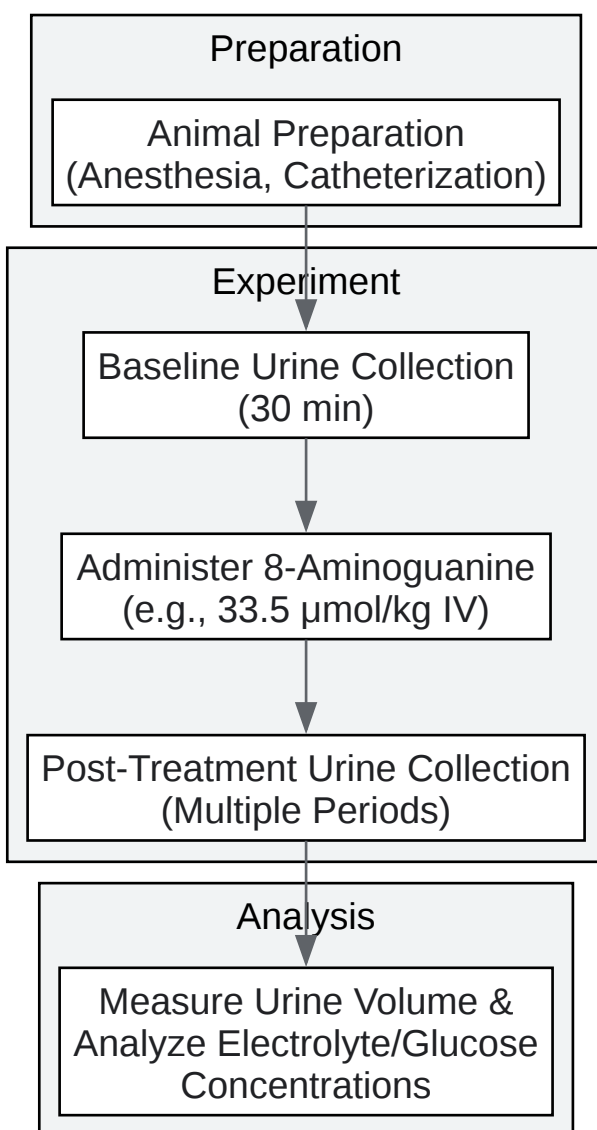 Preparation
Animal Preparation
(Anesthesia, Catheterization)
Experiment
Baseline Urine Collection
(30 min)
Administer 8-Aminoguanine
(e.g., 33.5 μmol/kg IV)
Post-Treatment Urine Collection
(Multiple Periods)
Analysis
Measure Urine Volume &
Analyze Electrolyte/Glucose
Concentrations